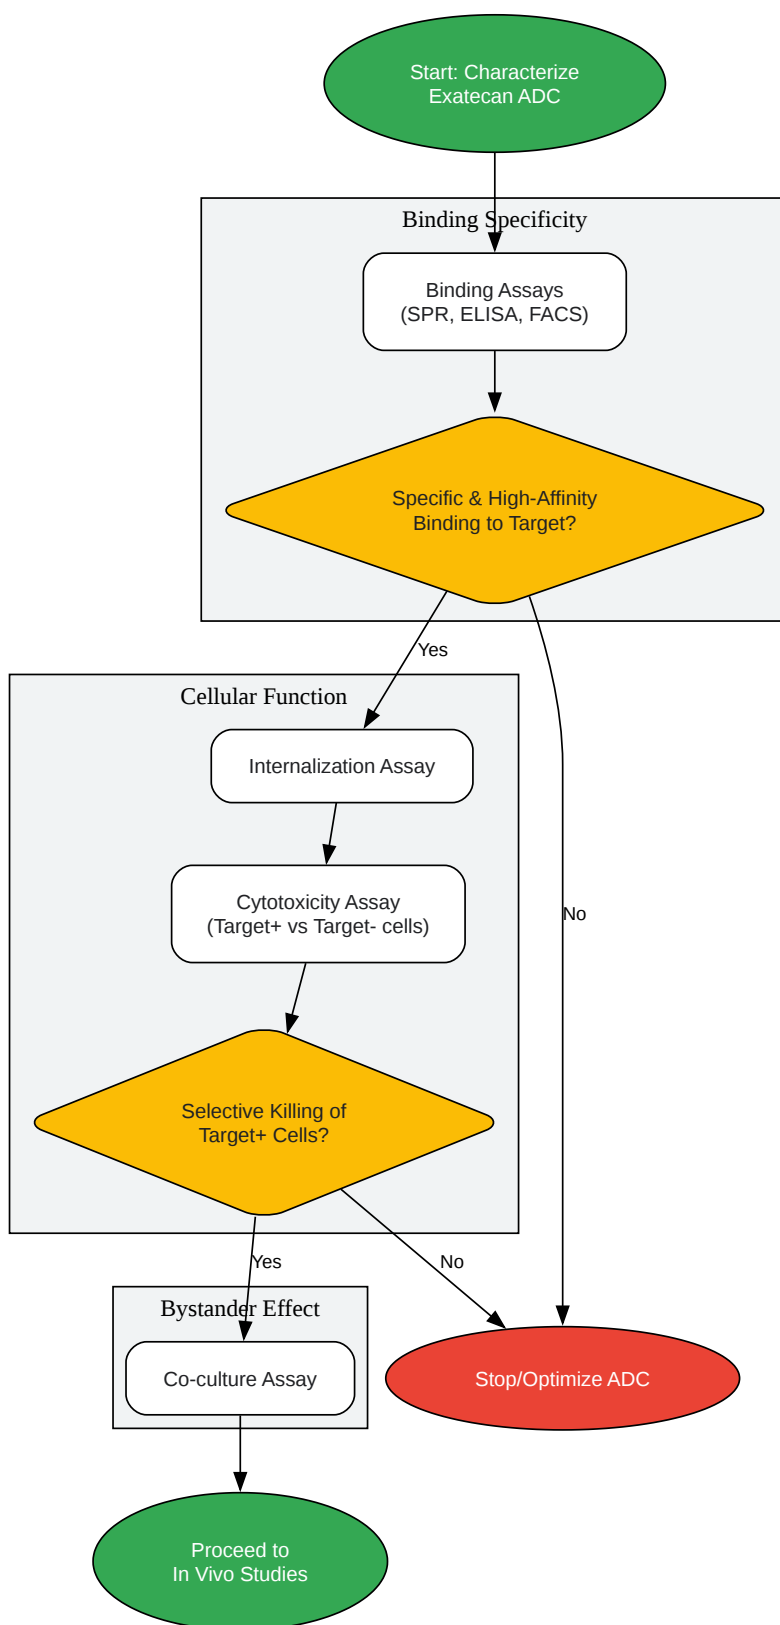 Start: Characterize
Exatecan ADC
Binding Specificity
Binding Assays
(SPR, ELISA, FACS)
Specific & High-Affinity
Binding to Target?
Yes
Cellular Function
Internalization Assay
Cytotoxicity Assay
(Target+ vs Target- cells)
No
Selective Killing of
Target+ Cells?
Yes
No
Bystander Effect
Co-culture Assay
Stop/Optimize ADC
Proceed to
In Vivo Studies